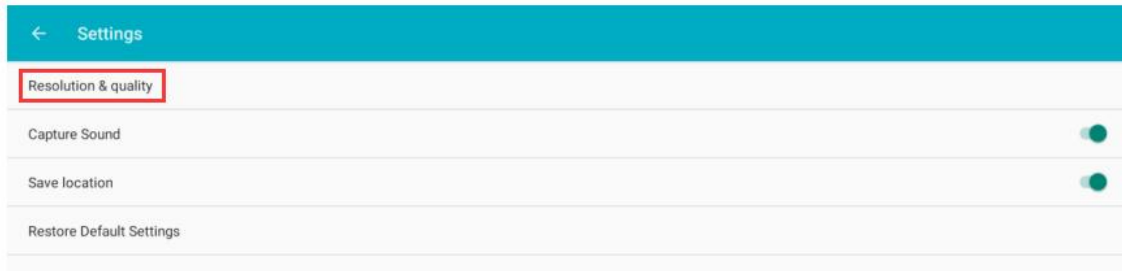 Settings
Resolution & quality
Capture Sound
Save location
Restore Default Settings